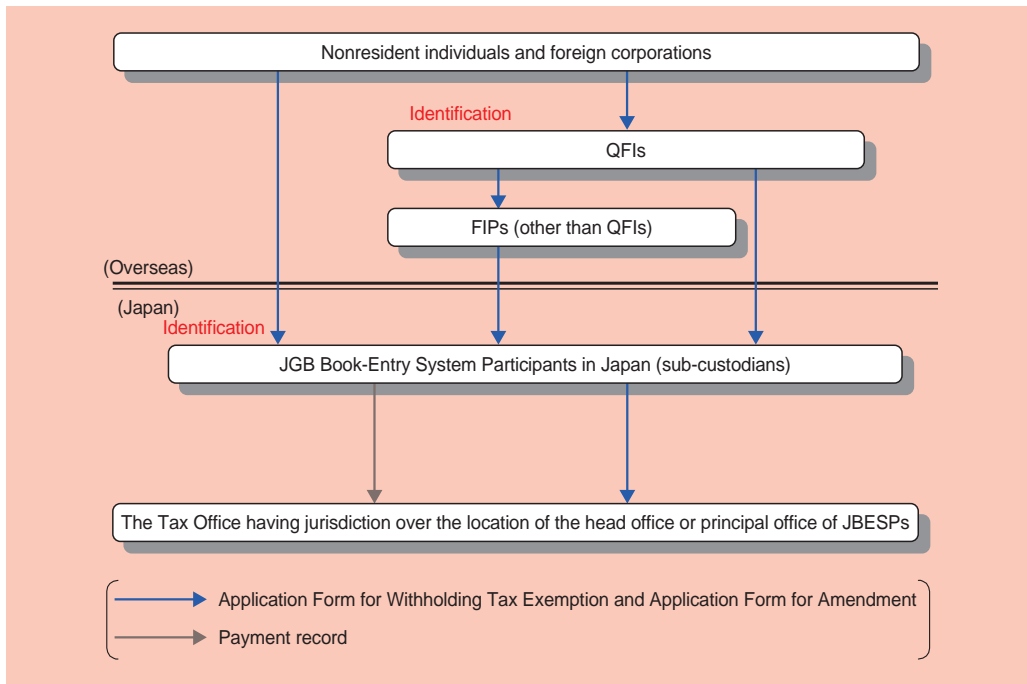 Nonresident individuals and foreign corporations
Identification
QFIs
FIPs (other than QFIs)
(Overseas)
(Japan)
Identification
JGB Book-Entry System Participants in Japan (sub-custodians)
The Tax Office having jurisdiction over the location of the head office or principal office of JBESPs
Application Form for Withholding Tax Exemption and Application Form for Amendment
Payment record